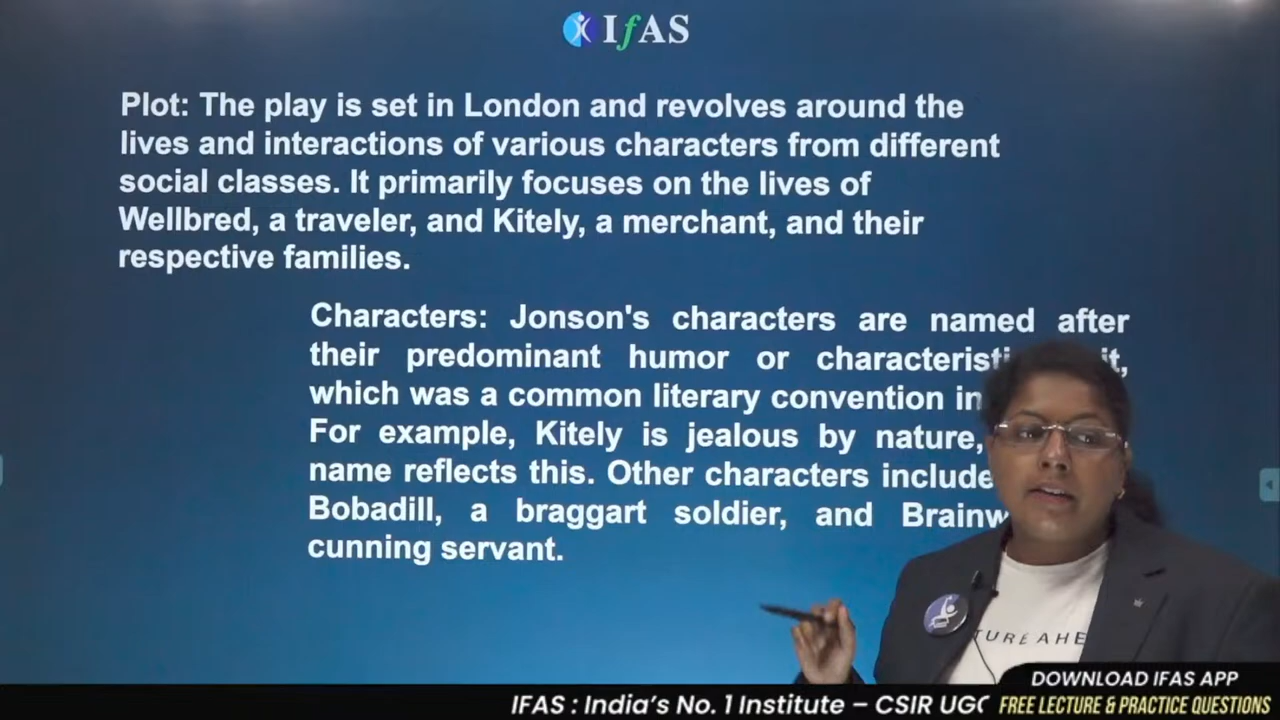 IfAS
Plot: The play is set in London and revolves around the
lives and interactions of various characters from different
social classes. It primarily focuses on the lives of
Wellbred, a traveler, and Kitely, a merchant, and their
respective families.
Characters: Jonson's characters are named after
their predominant humor or
which was a common literary convention in
For example, Kitely is jealous by nature,
name reflects this. Other characters include
Bobadill, a braggart soldier, and
cunning servant.
DOWNLOAD IFAS APP
IFAS : India's No. 1 Institute – CSIR UGC
FREE LECTURE & PRACTICE QUESTIONS